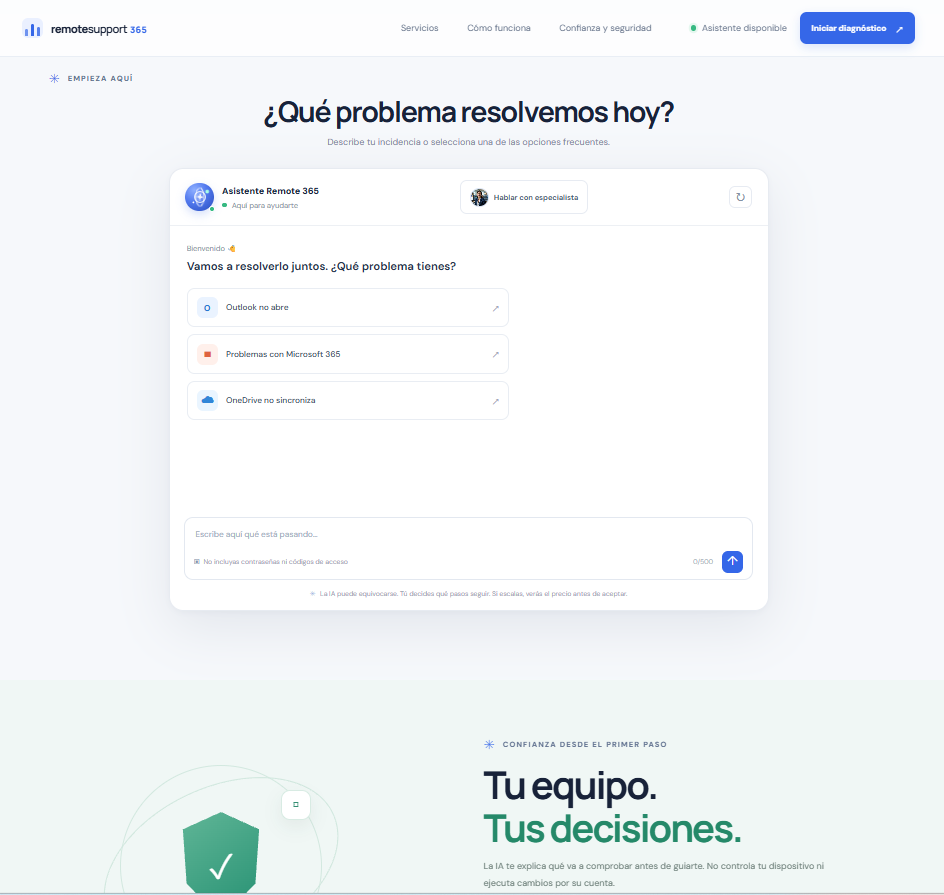 remotesupport 365
Servicios
Cómo funciona
Confianza y seguridad
Asistente disponible
Iniciar diagnóstico ↗
EMPIEZA AQUÍ
¿Qué problema resolvemos hoy?
Describe tu incidencia o selecciona una de las opciones frecuentes.
Asistente Remote 365
Aquí para ayudarte
Hablar con especialista
Bienvenido
Vamos a resolverlo juntos. ¿Qué problema tienes?
O Outlook no abre ↗
Problemas con Microsoft 365 ↗
OneDrive no sincroniza ↗
Escribe aquí qué está pasando...
No incluyas contraseñas ni códigos de acceso
0/500
La IA puede equivocarse. Tú decides qué pasos seguir. Si escalas, verás el precio antes de aceptar.
CONFIANZA DESDE EL PRIMER PASO
Tu equipo.
Tus decisiones.
La IA te explica qué va a comprobar antes de guiarte. No controla tu dispositivo ni
ejecuta cambios por su cuenta.